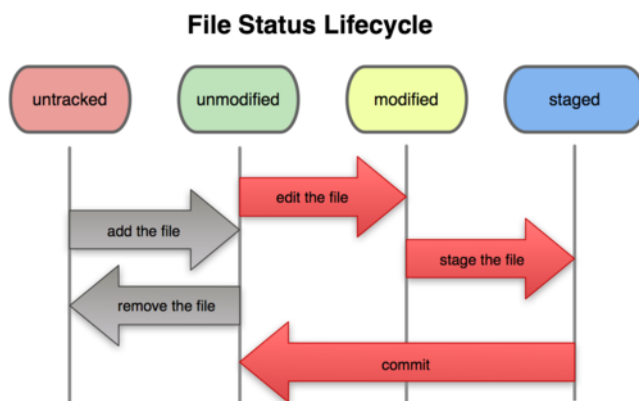 File Status Lifecycle
untracked
unmodified
modified
staged
edit the file
add the file
stage the file
remove the file
commit